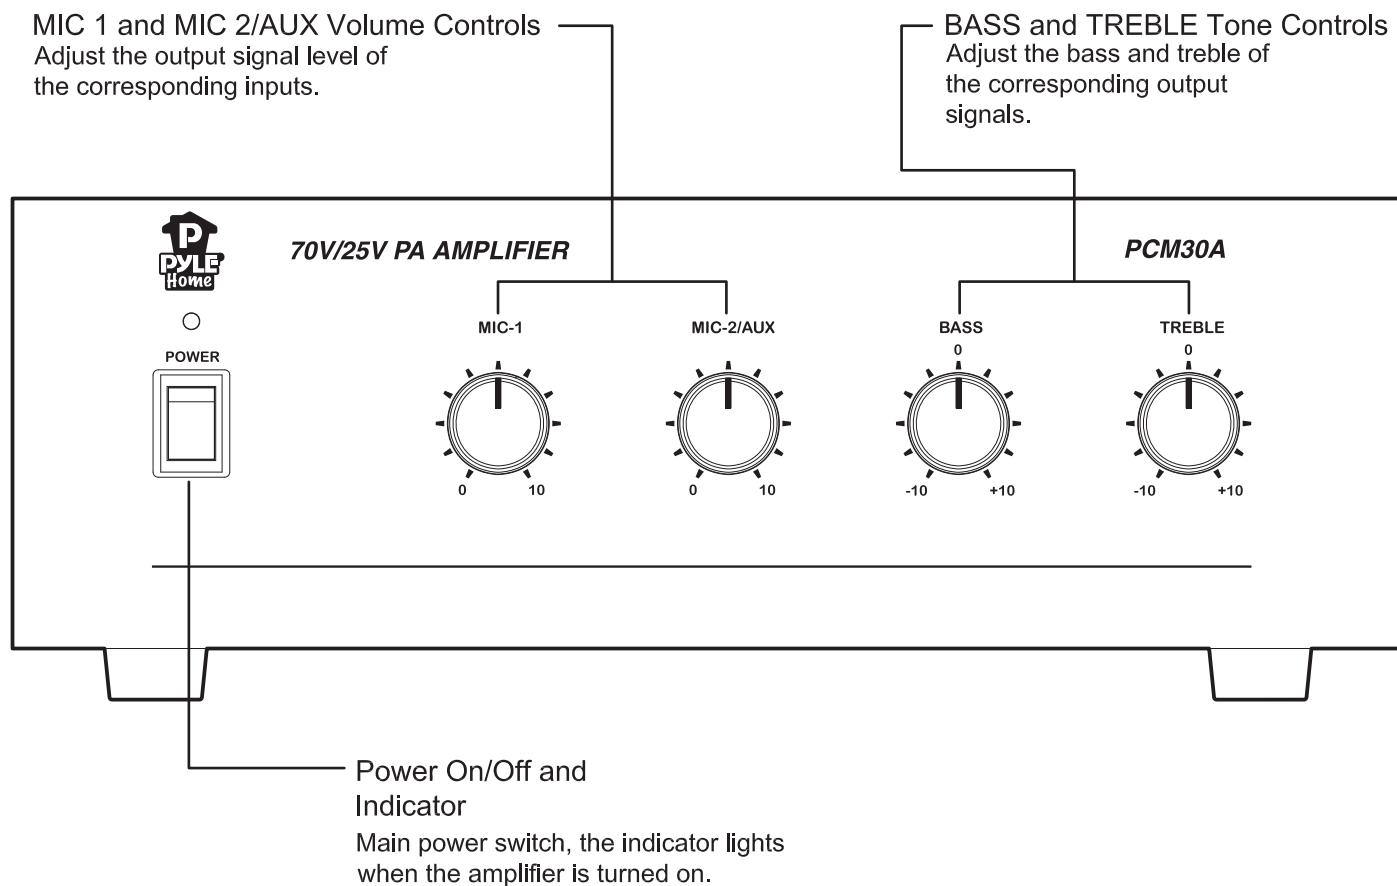 MIC 1 and MIC 2/AUX Volume Controls
Adjust the output signal level of
the corresponding inputs.
BASS and TREBLE Tone Controls
Adjust the bass and treble of
the corresponding output
signals.
P
PYLE
Home
70V/25V PA AMPLIFIER
PCM30A
POWER
MIC-1
0 10
MIC-2/AUX
0 10
BASS
0
-10 +10
TREBLE
0
-10 +10
Power On/Off and
Indicator
Main power switch, the indicator lights
when the amplifier is turned on.